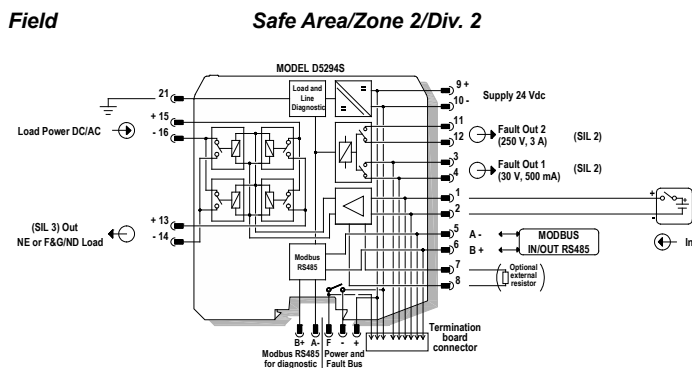 Field
Safe Area/Zone 2/Div. 2
MODEL D5294S
21
Load and
Line
Diagnostic
9 +
10 -
Supply 24 Vdc
+ 15
- 16
Load Power DC/AC
11
12
Fault Out 2
(250 V, 3 A)
(SIL 2)
3
4
Fault Out 1
(30 V, 500 mA)
(SIL 2)
1
2
+
-
In
+ 13
- 14
(SIL 3) Out
NE or F&G/ND Load
5
6
A -
B +
MODBUS
IN/OUT RS485
Modbus
RS485
7
8
Optional
external
resistor
B+ A- F - +
Modbus RS485
for diagnostic
Power and
Fault Bus
Termination
board
connector